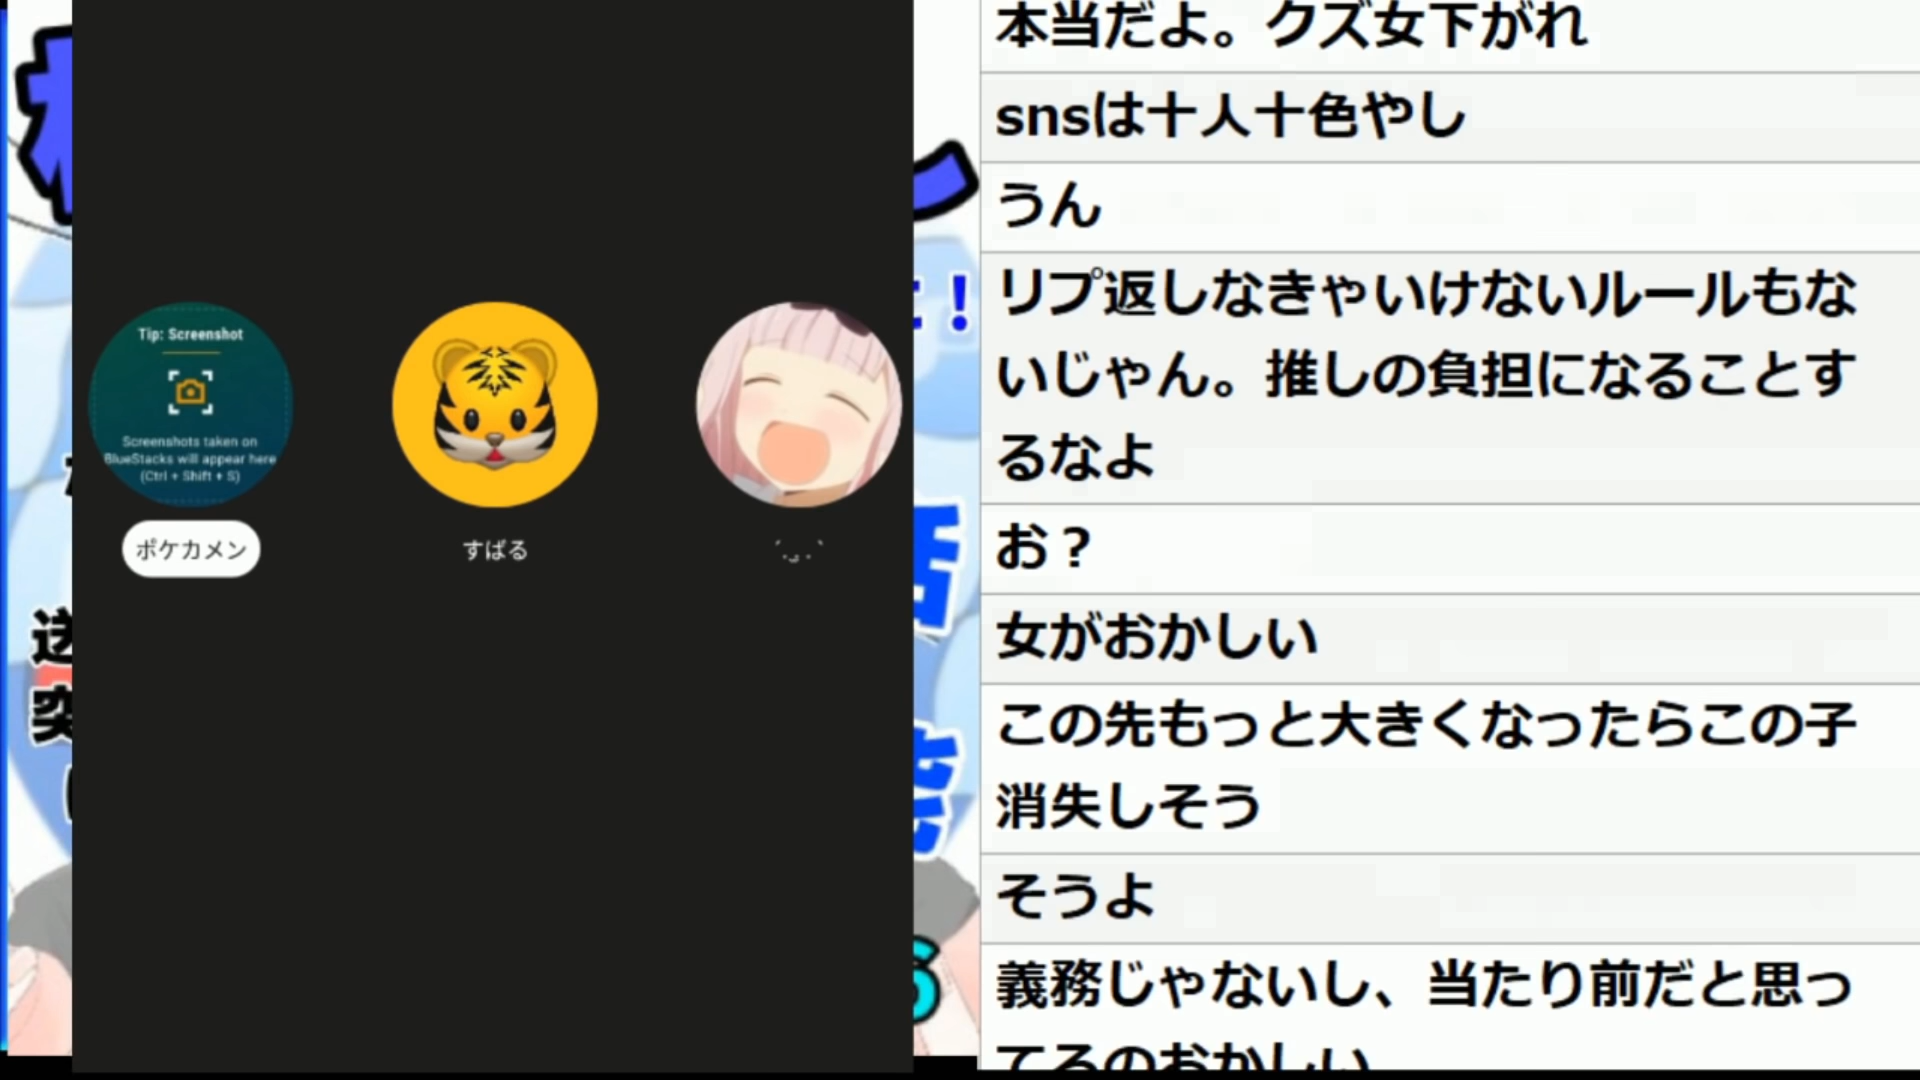 Tip: Screenshot
Screenshots taken on
BlueStacks will appear here
(Ctrl + Shift + S)
ポケカメン
すばる
本当だよ。クズ女下がれ
snsは十人十色やし
うん
リプ返しなきゃいけないルールもな
いじゃん。推しの負担になることす
るなよ
お？
女がおかしい
この先もっと大きくなったらこの子
消失しそう
そうよ
義務じゃないし、当たり前だと思っ
てるのおかしい